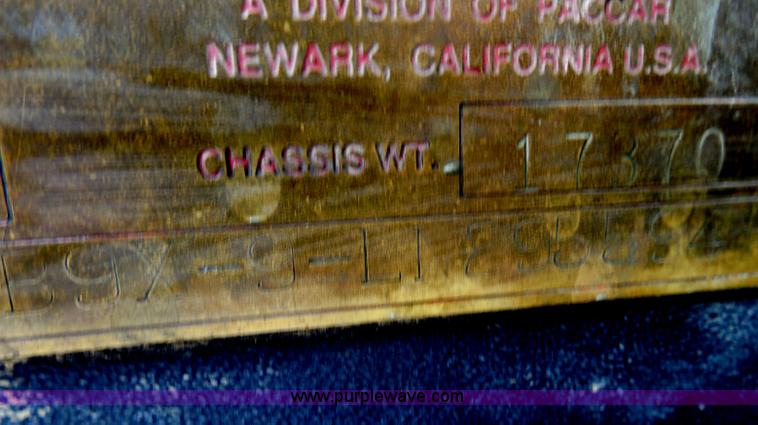 A DIVISION OF PACCAR
NEWARK, CALIFORNIA U.S.A.
CHASSIS WT. 17370
www.purplewave.com